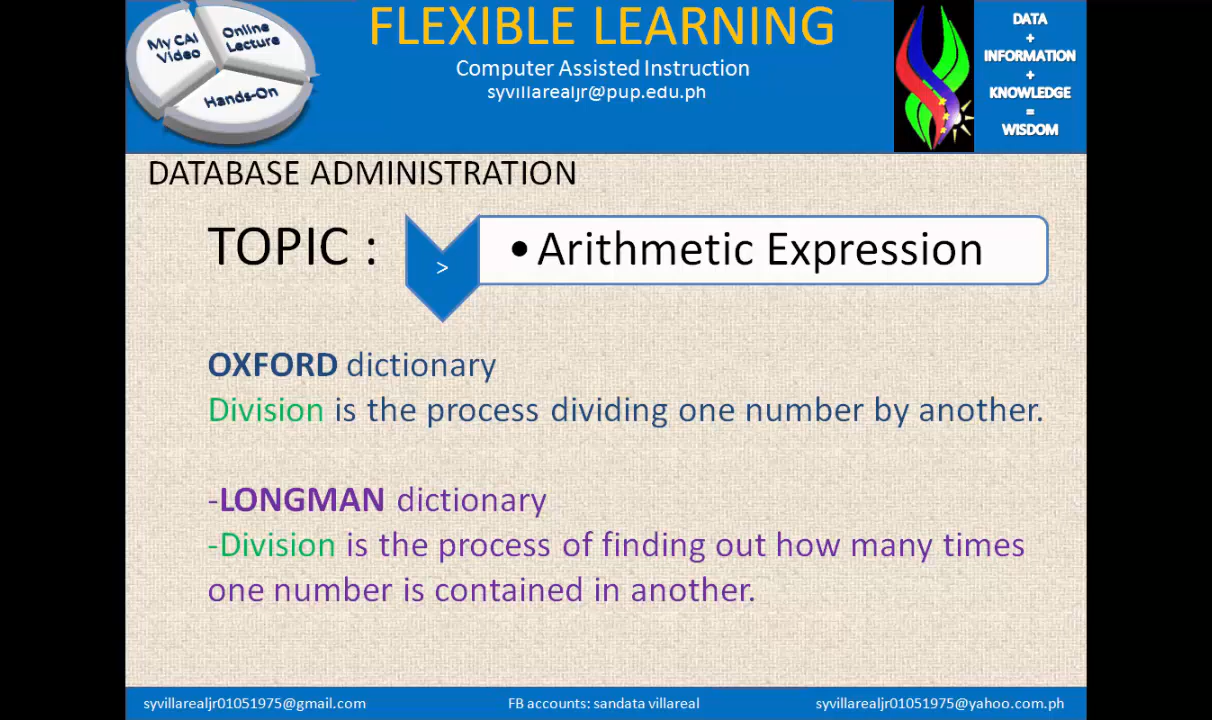 My CAI
Video
Online
Lecture
Hands-On
FLEXIBLE LEARNING
Computer Assisted Instruction
syvillarealjr@pup.edu.ph
DATA
+
INFORMATION
+
KNOWLEDGE
=
WISDOM
DATABASE ADMINISTRATION
TOPIC :
>
•Arithmetic Expression
OXFORD dictionary
Division is the process dividing one number by another.
-LONGMAN dictionary
-Division is the process of finding out how many times
one number is contained in another.
syvillarealjr01051975@gmail.com
FB accounts: sandata villareal
syvillarealjr01051975@yahoo.com.ph